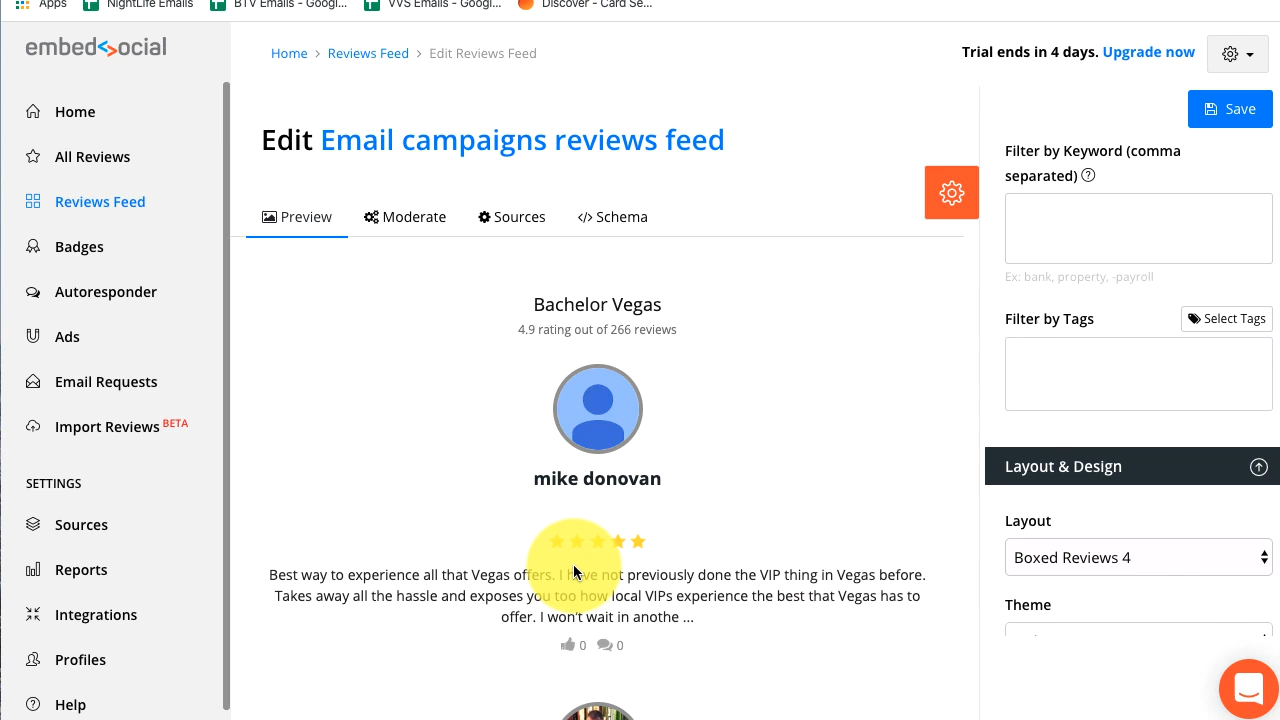 Apps
NightLife Emails
BTV Emails - Googl...
VVS Emails - Googl...
Discover - Card Se...
embedsocial
Home > Reviews Feed > Edit Reviews Feed
Trial ends in 4 days. Upgrade now
Home
All Reviews
Reviews Feed
Badges
Autoresponder
Ads
Email Requests
Import Reviews BETA
SETTINGS
Sources
Reports
Integrations
Profiles
Help
Edit Email campaigns reviews feed
Preview
Moderate
Sources
</> Schema
Bachelor Vegas
4.9 rating out of 266 reviews
mike donovan
Best way to experience all that Vegas offers. I have not previously done the VIP thing in Vegas before.
Takes away all the hassle and exposes you too how local VIPs experience the best that Vegas has to
offer. I won't wait in anothe ...
0 0
Save
Filter by Keyword (comma
separated)
Ex: bank, property, -payroll
Filter by Tags
Select Tags
Layout & Design
Layout
Boxed Reviews 4
Theme